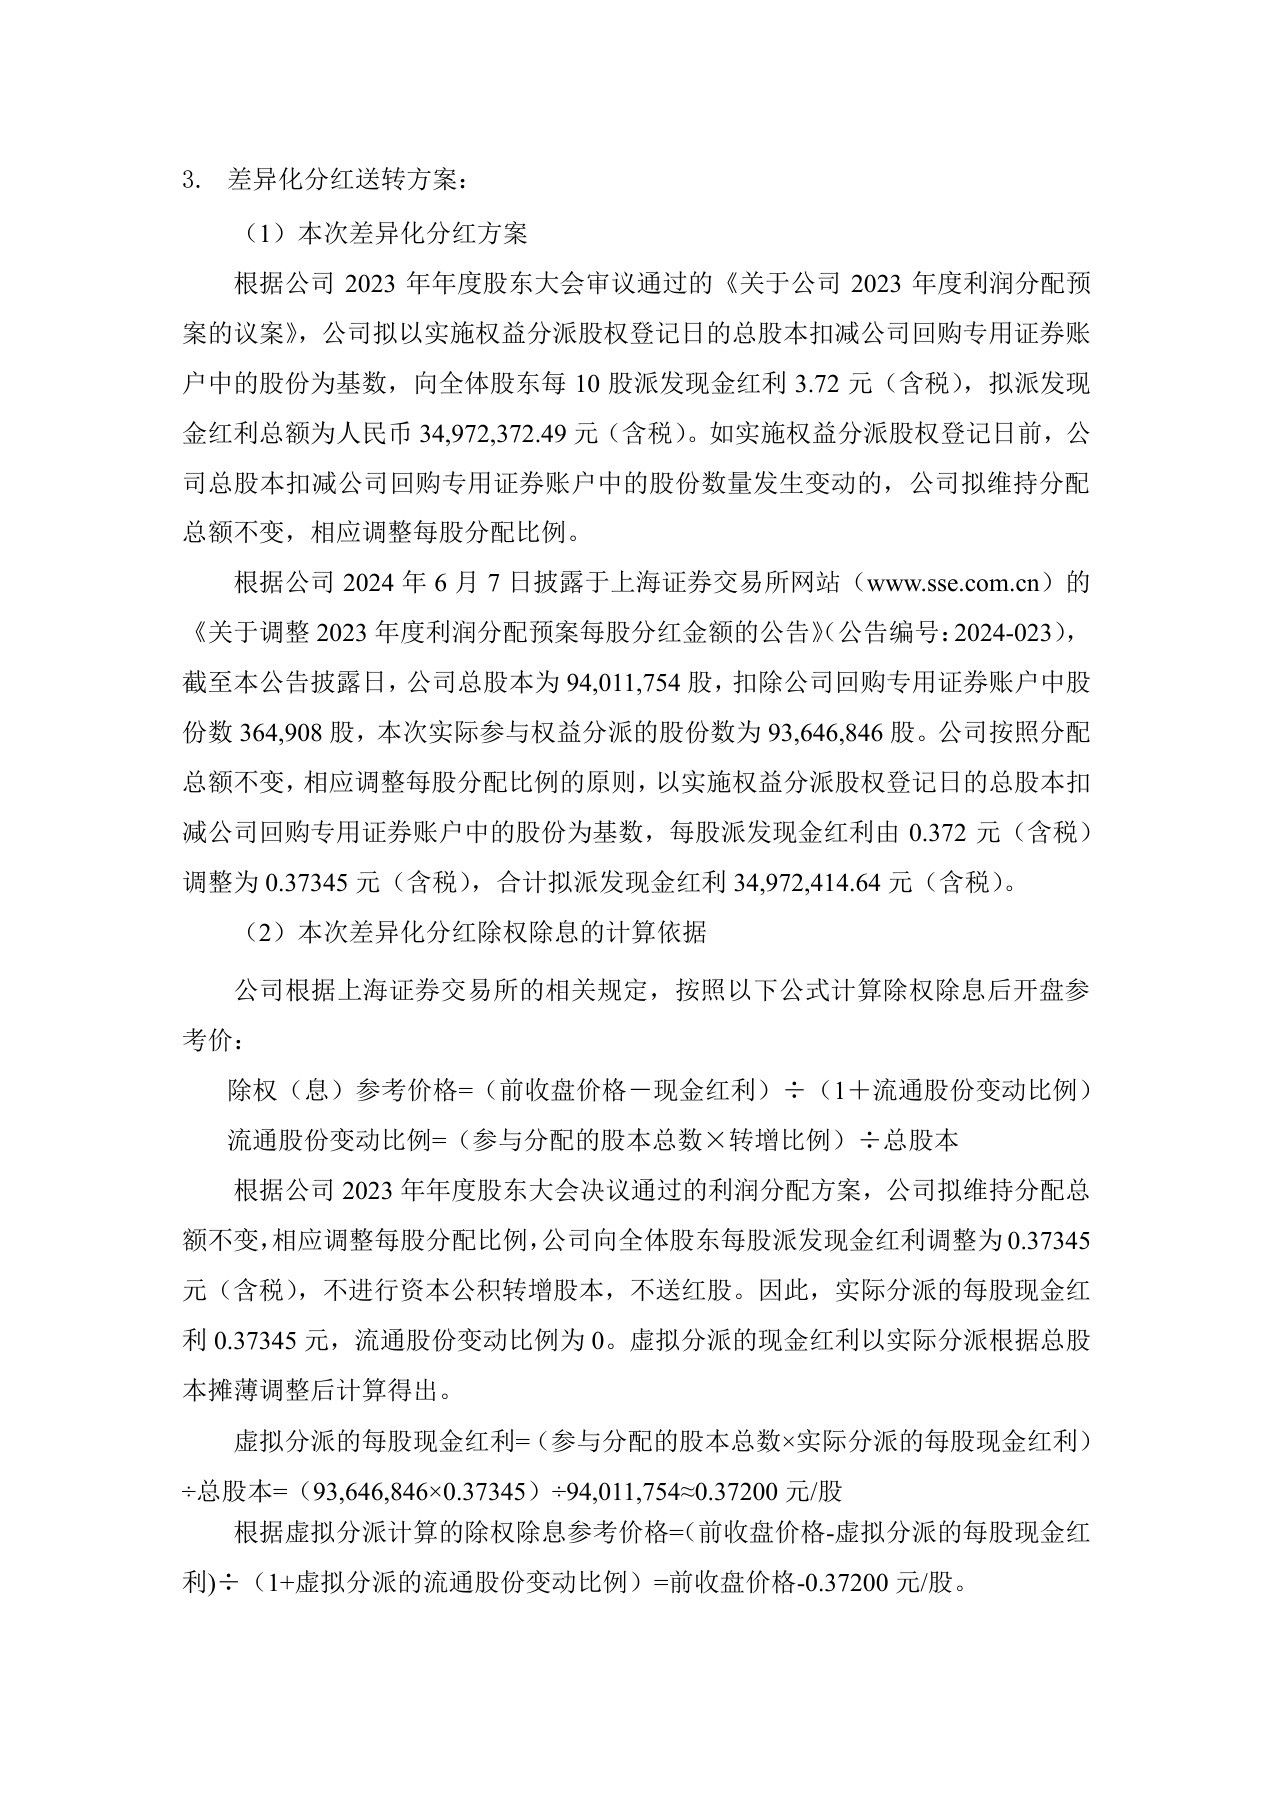 3. 差异化分红送转方案：
（1）本次差异化分红方案
根据公司 2023 年年度股东大会审议通过的《关于公司 2023 年度利润分配预
案的议案》，公司拟以实施权益分派股权登记日的总股本扣减公司回购专用证券账
户中的股份为基数，向全体股东每 10 股派发现金红利 3.72 元（含税），拟派发现
金红利总额为人民币 34,972,372.49 元（含税）。如实施权益分派股权登记日前，公
司总股本扣减公司回购专用证券账户中的股份数量发生变动的，公司拟维持分配
总额不变，相应调整每股分配比例。
根据公司 2024 年 6 月 7 日披露于上海证券交易所网站（www.sse.com.cn）的
《关于调整 2023 年度利润分配预案每股分红金额的公告》（公告编号：2024-023），
截至本公告披露日，公司总股本为 94,011,754 股，扣除公司回购专用证券账户中股
份数 364,908 股，本次实际参与权益分派的股份数为 93,646,846 股。公司按照分配
总额不变，相应调整每股分配比例的原则，以实施权益分派股权登记日的总股本扣
减公司回购专用证券账户中的股份为基数，每股派发现金红利由 0.372 元（含税）
调整为 0.37345 元（含税），合计拟派发现金红利 34,972,414.64 元（含税）。
（2）本次差异化分红除权除息的计算依据
公司根据上海证券交易所的相关规定，按照以下公式计算除权除息后开盘参
考价：
除权（息）参考价格=（前收盘价格－现金红利）÷（1＋流通股份变动比例）
流通股份变动比例=（参与分配的股本总数×转增比例）÷总股本
根据公司 2023 年年度股东大会决议通过的利润分配方案，公司拟维持分配总
额不变，相应调整每股分配比例，公司向全体股东每股派发现金红利调整为 0.37345
元（含税），不进行资本公积转增股本，不送红股。因此，实际分派的每股现金红
利 0.37345 元，流通股份变动比例为 0。虚拟分派的现金红利以实际分派根据总股
本摊薄调整后计算得出。
虚拟分派的每股现金红利=（参与分配的股本总数×实际分派的每股现金红利）
÷总股本=（93,646,846×0.37345）÷94,011,754≈0.37200 元/股
根据虚拟分派计算的除权除息参考价格=（前收盘价格-虚拟分派的每股现金红
利)÷（1+虚拟分派的流通股份变动比例）=前收盘价格-0.37200 元/股。